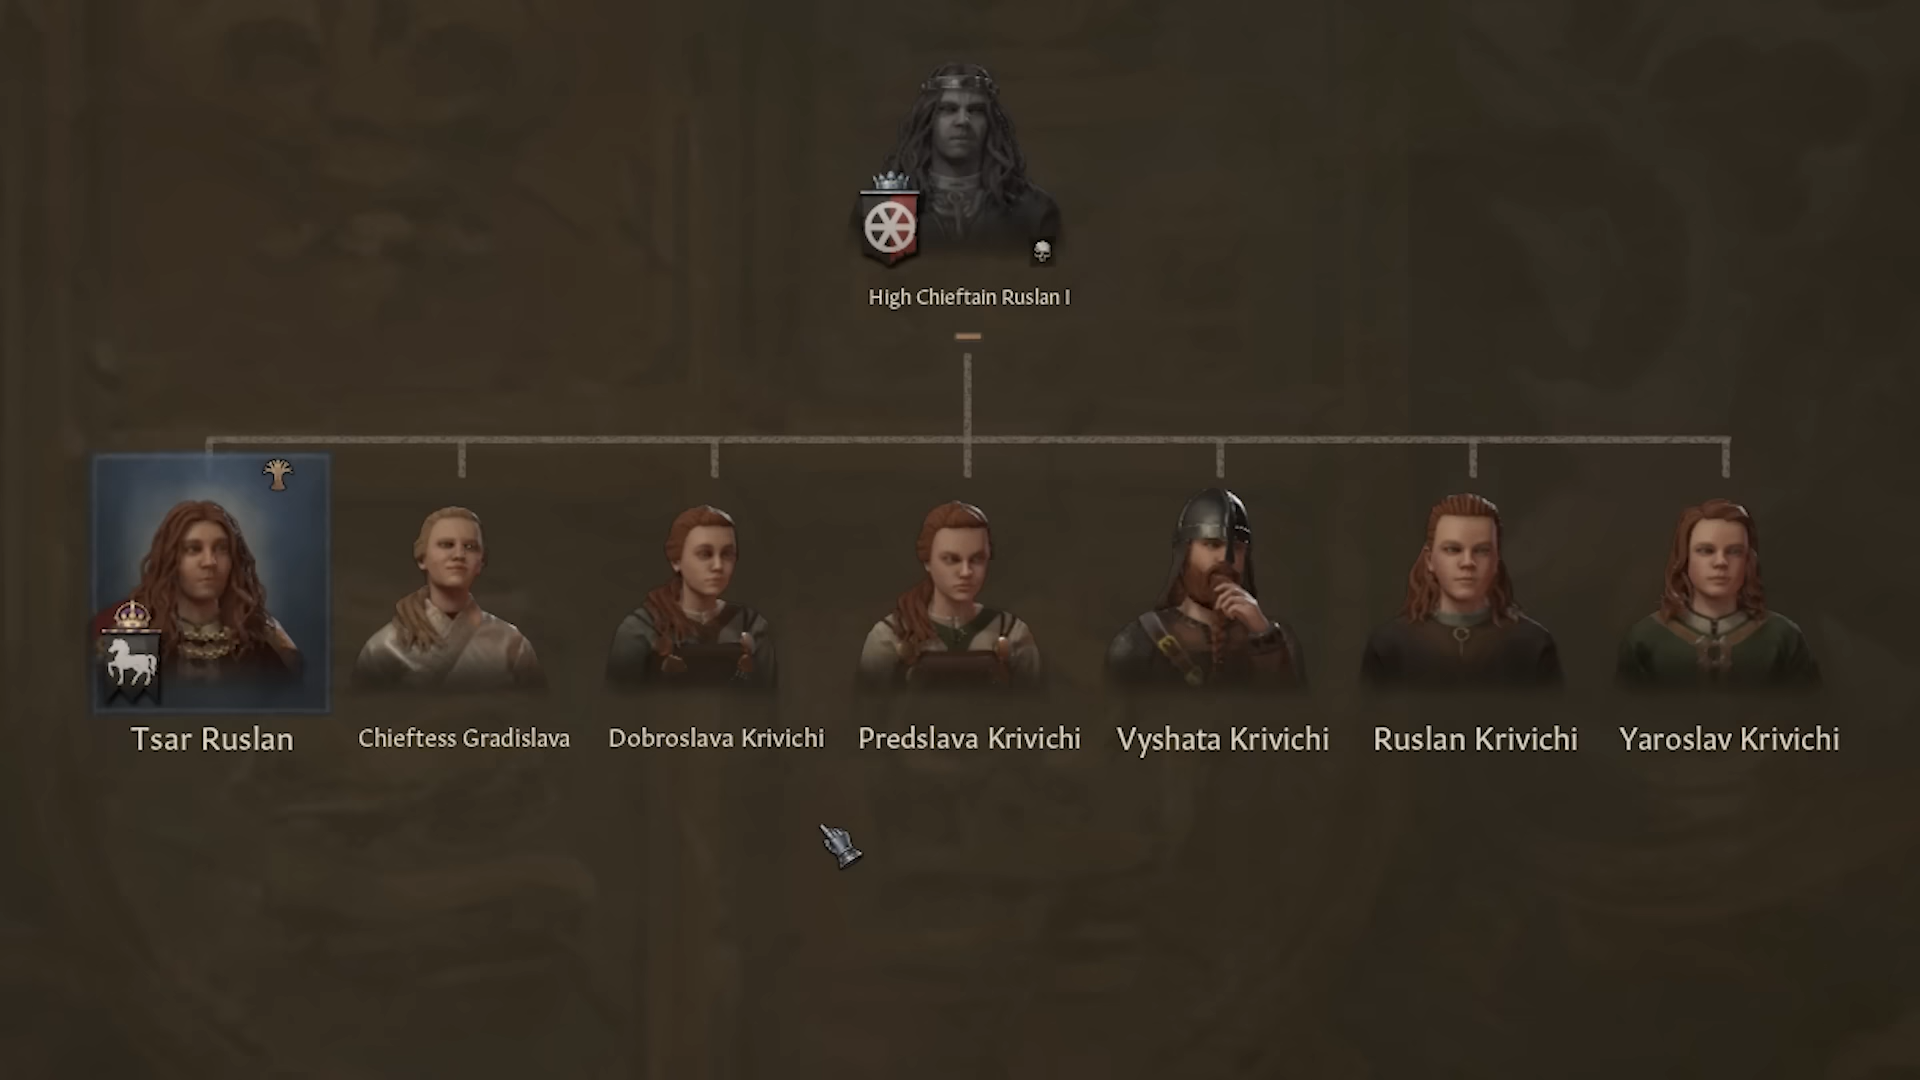 High Chieftain Ruslan I
Tsar Ruslan
Chieftess Gradislava
Dobroslava Krivichi
Predslava Krivichi
Vyshata Krivichi
Ruslan Krivichi
Yaroslav Krivichi